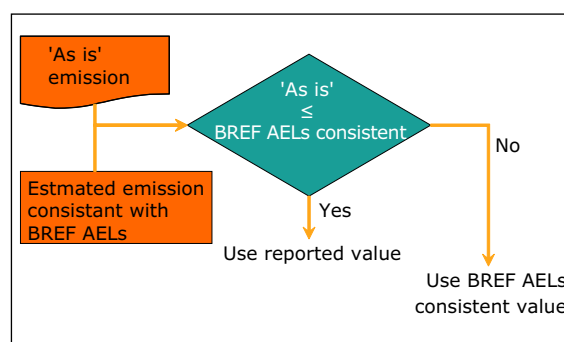 'As is'
emission
'As is'
≤
BREF AELs consistent
No
Estmated emission
consistant with
BREF AELs
Yes
Use reported value
Use BREF AELs
consistent value